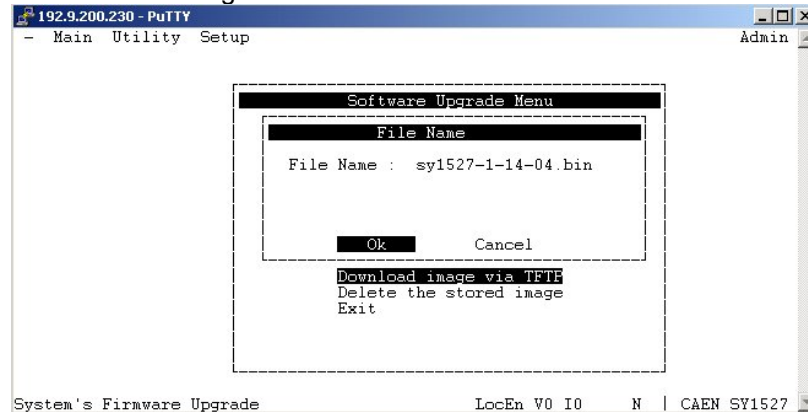 192.9.200.230 - PuTTY
- Main Utility Setup Admin
Software Upgrade Menu
File Name
File Name : sy1527-1-14-04.bin
Ok Cancel
Download image via TFTP
Delete the stored image
Exit
System's Firmware Upgrade LocEn V0 I0 N | CAEN SY1527